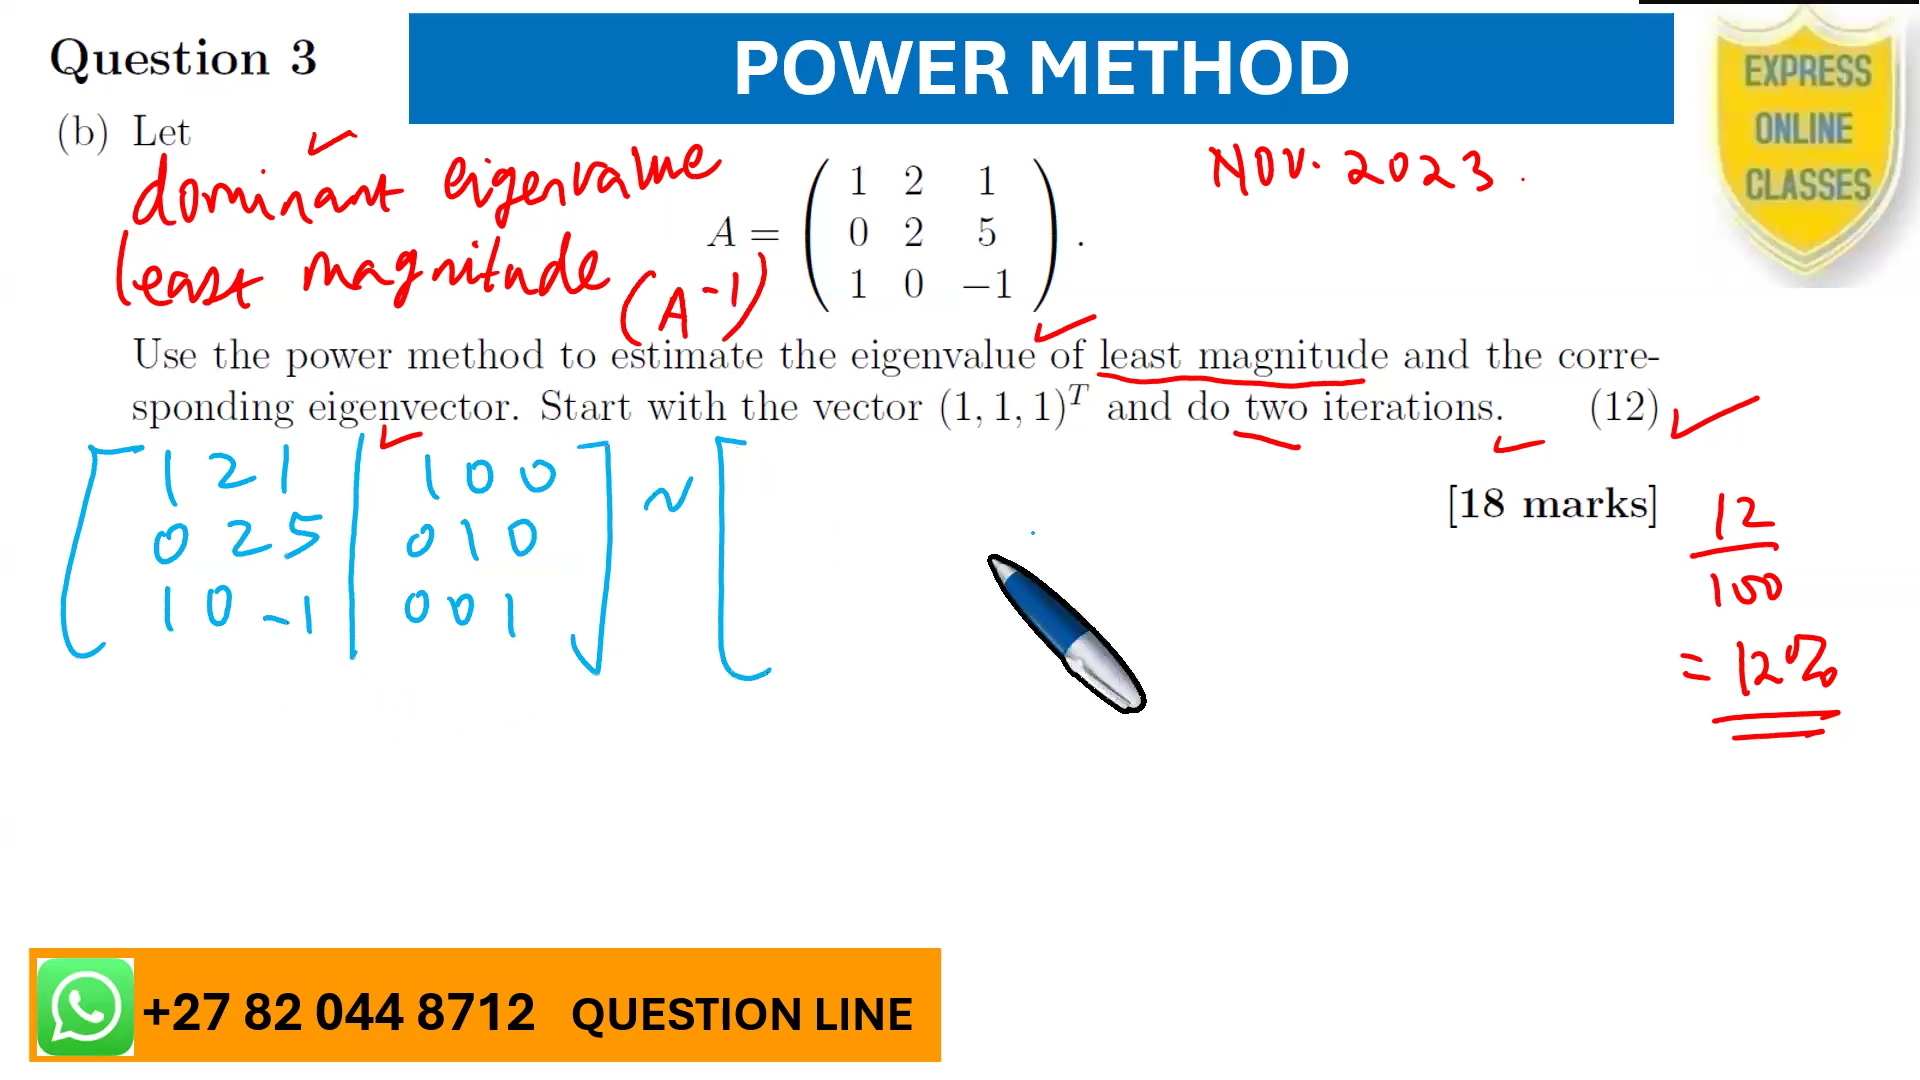 Question 3
POWER METHOD
EXPRESS
ONLINE
CLASSES
(b) Let
dominant eigenvalue
least magnitude (A⁻¹)
A = ( 1 2 1
0 2 5
1 0 −1 ) .
NOV. 2023.
Use the power method to estimate the eigenvalue of least magnitude and the corre-
sponding eigenvector. Start with the vector (1, 1, 1)ᵀ and do two iterations. (12)
[18 marks]
[ 1 2 1 | 1 0 0 ] ~ [
0 2 5 | 0 1 0
1 0 -1 | 0 0 1
12
100
= 12%
+27 82 044 8712 QUESTION LINE